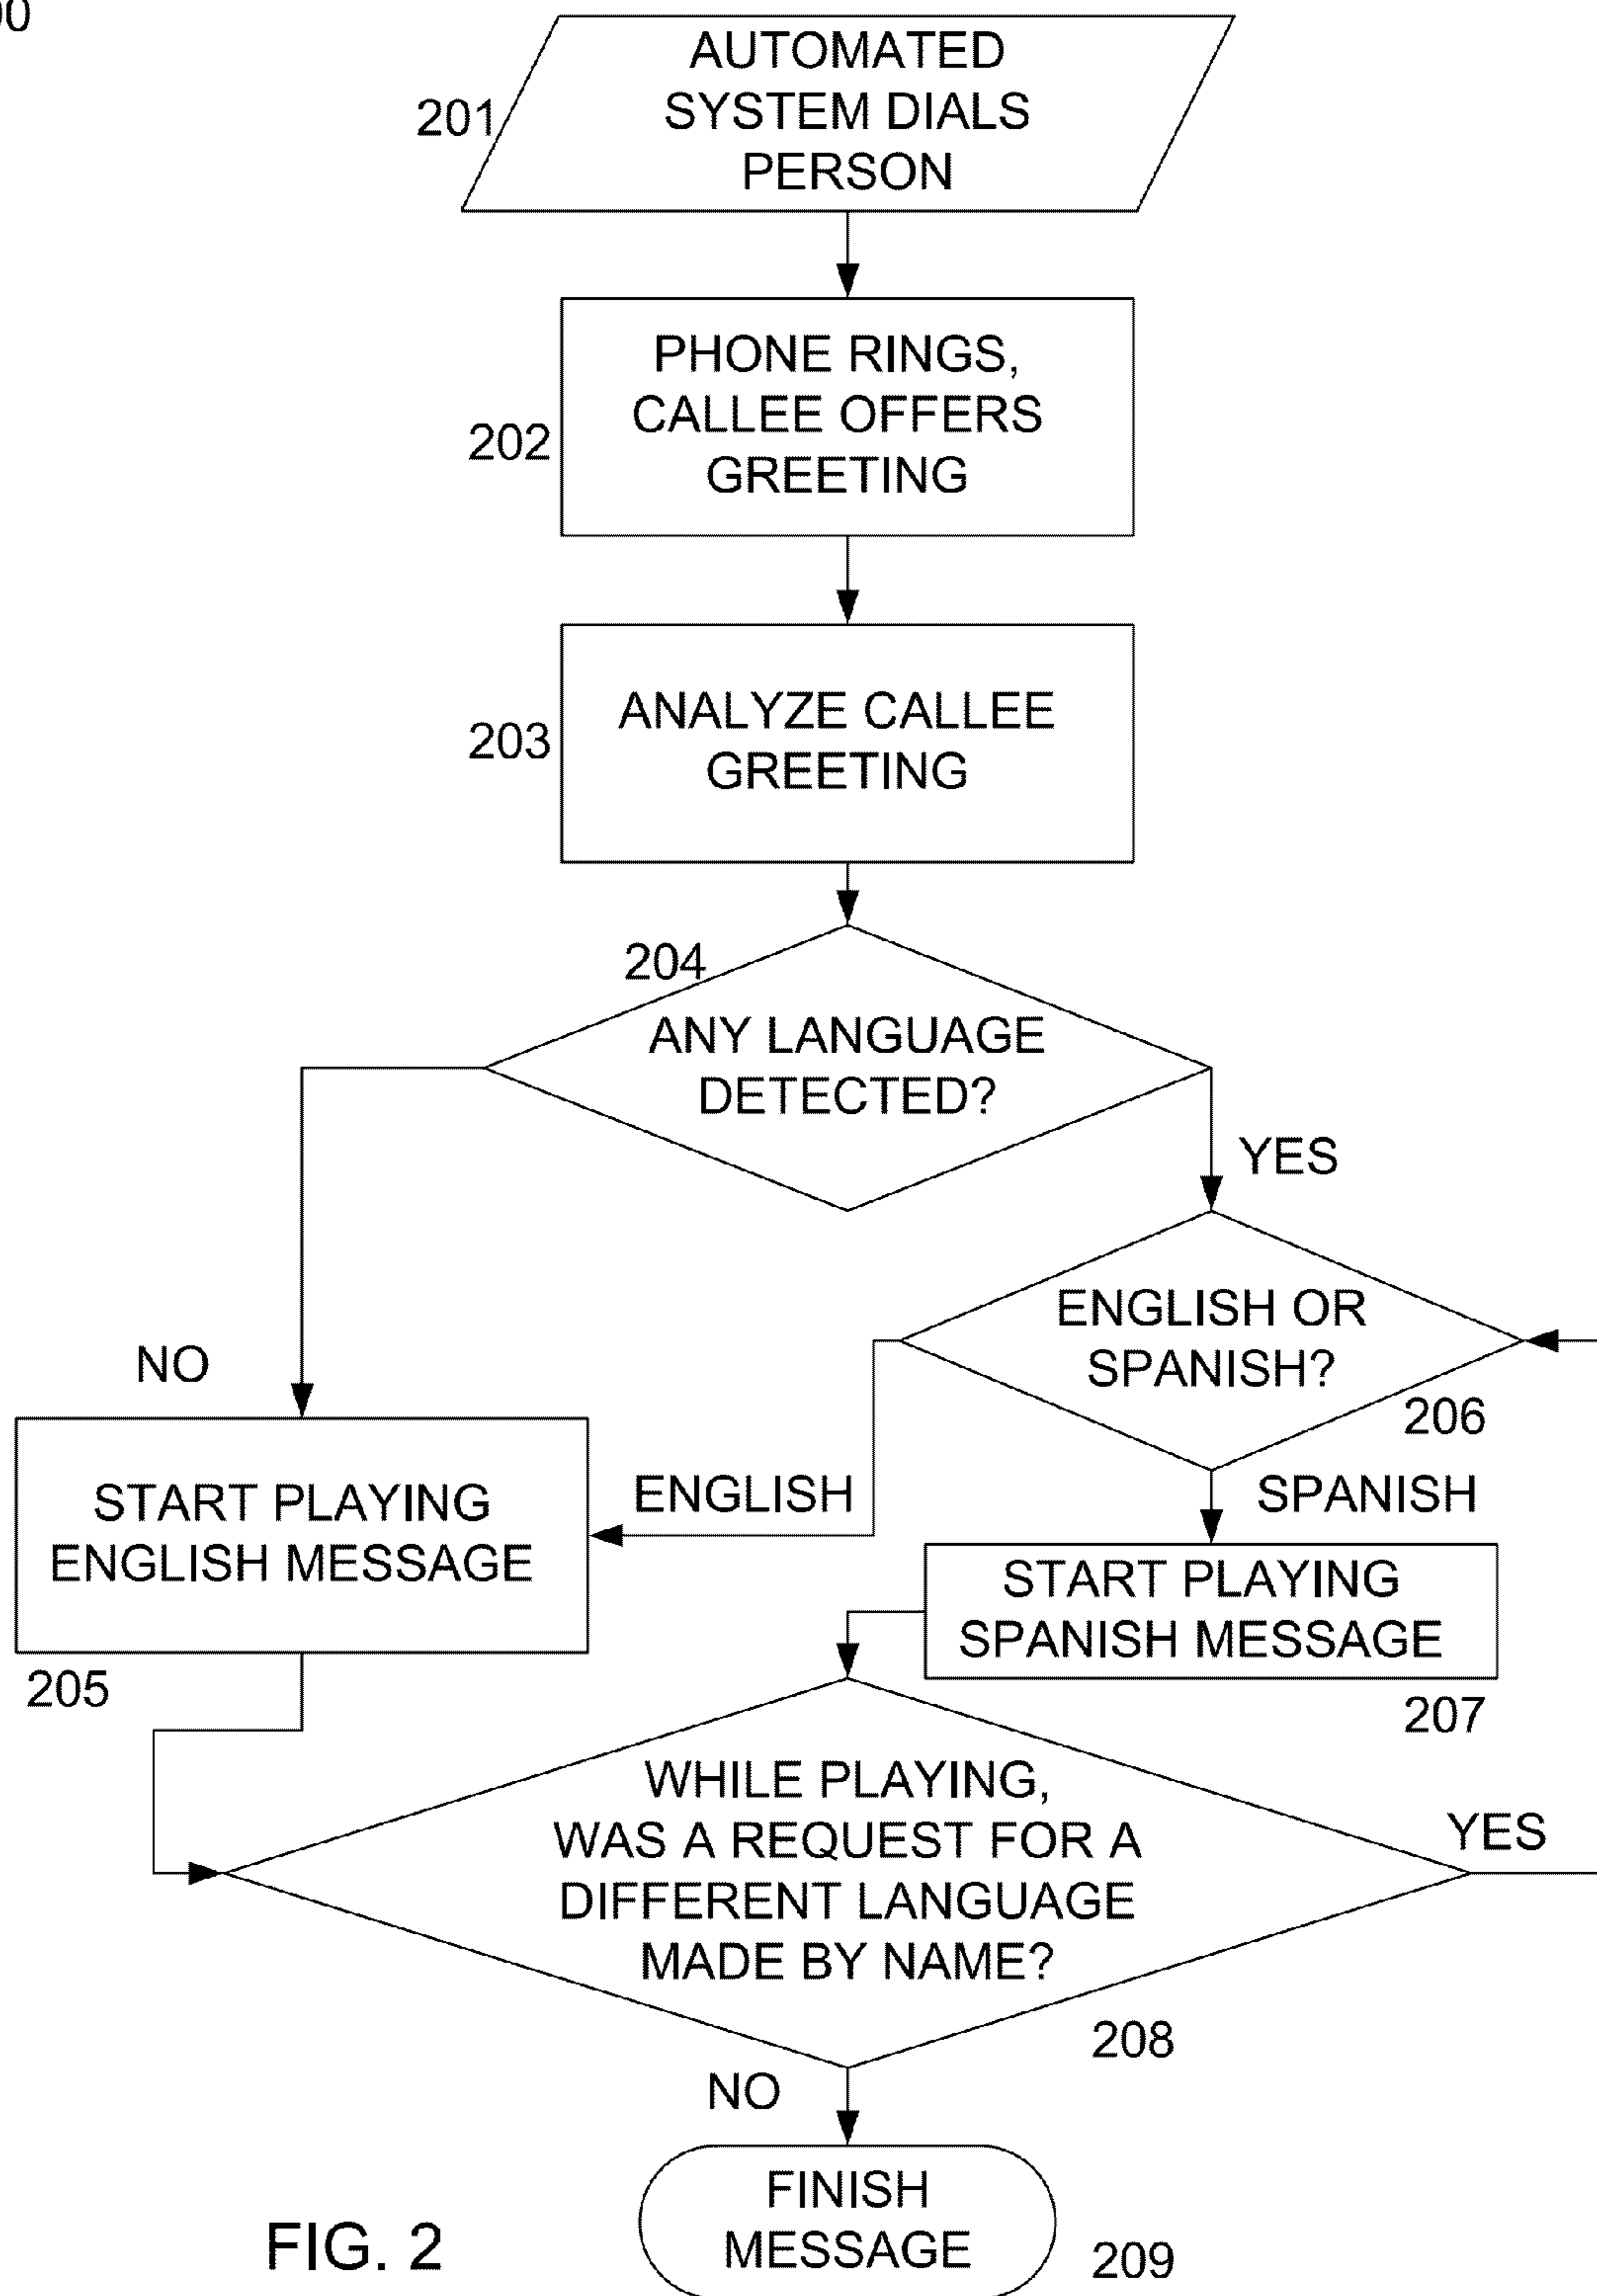 201
AUTOMATED
SYSTEM DIALS
PERSON
202
PHONE RINGS,
CALLEE OFFERS
GREETING
203
ANALYZE CALLEE
GREETING
204
ANY LANGUAGE
DETECTED?
YES
NO
ENGLISH OR
SPANISH?
206
ENGLISH
SPANISH
START PLAYING
ENGLISH MESSAGE
205
START PLAYING
SPANISH MESSAGE
207
WHILE PLAYING,
WAS A REQUEST FOR A
DIFFERENT LANGUAGE
MADE BY NAME?
YES
208
NO
FINISH
MESSAGE
209
FIG. 2